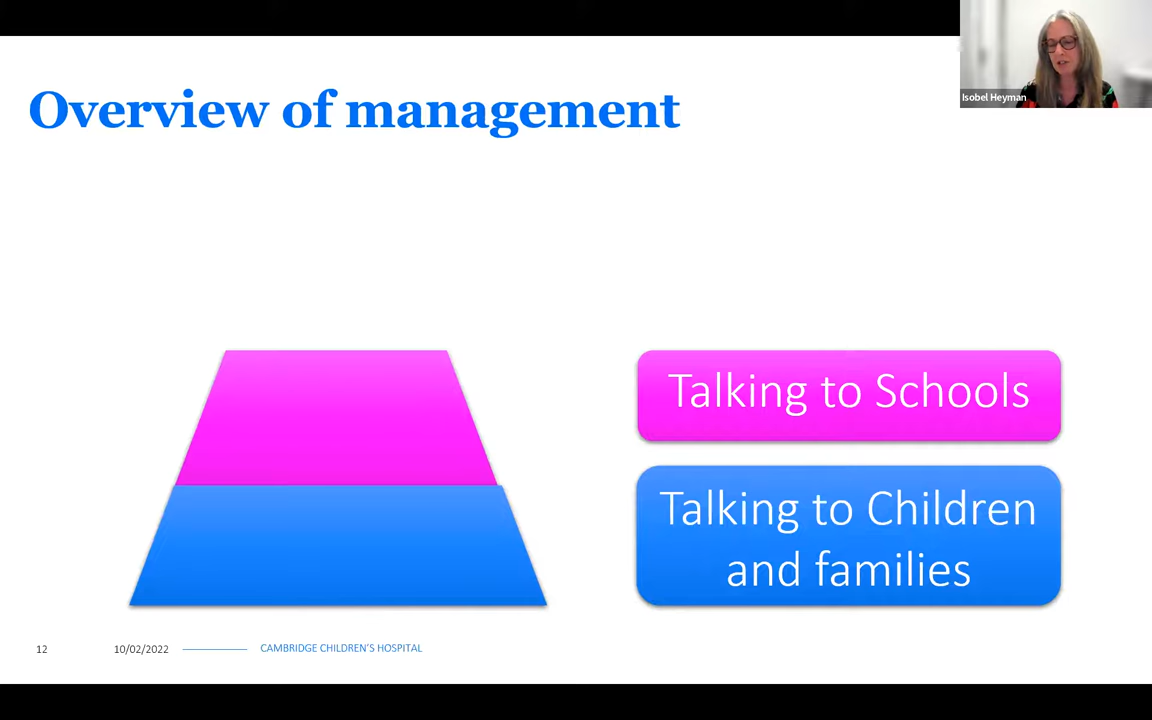 Overview of management
Isobel Heyman
Talking to Schools
Talking to Children
and families
12
10/02/2022
CAMBRIDGE CHILDREN'S HOSPITAL